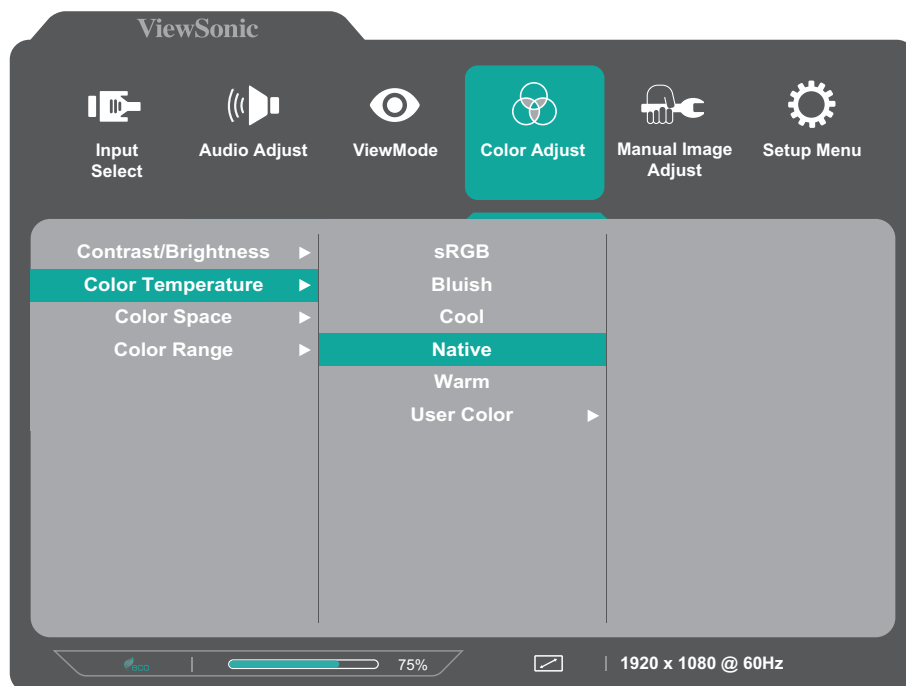 ViewSonic
Input
Select
Audio Adjust
ViewMode
Color Adjust
Manual Image
Adjust
Setup Menu
Contrast/Brightness
Color Temperature
Color Space
Color Range
sRGB
Bluish
Cool
Native
Warm
User Color
eco
75%
1920 x 1080 @ 60Hz